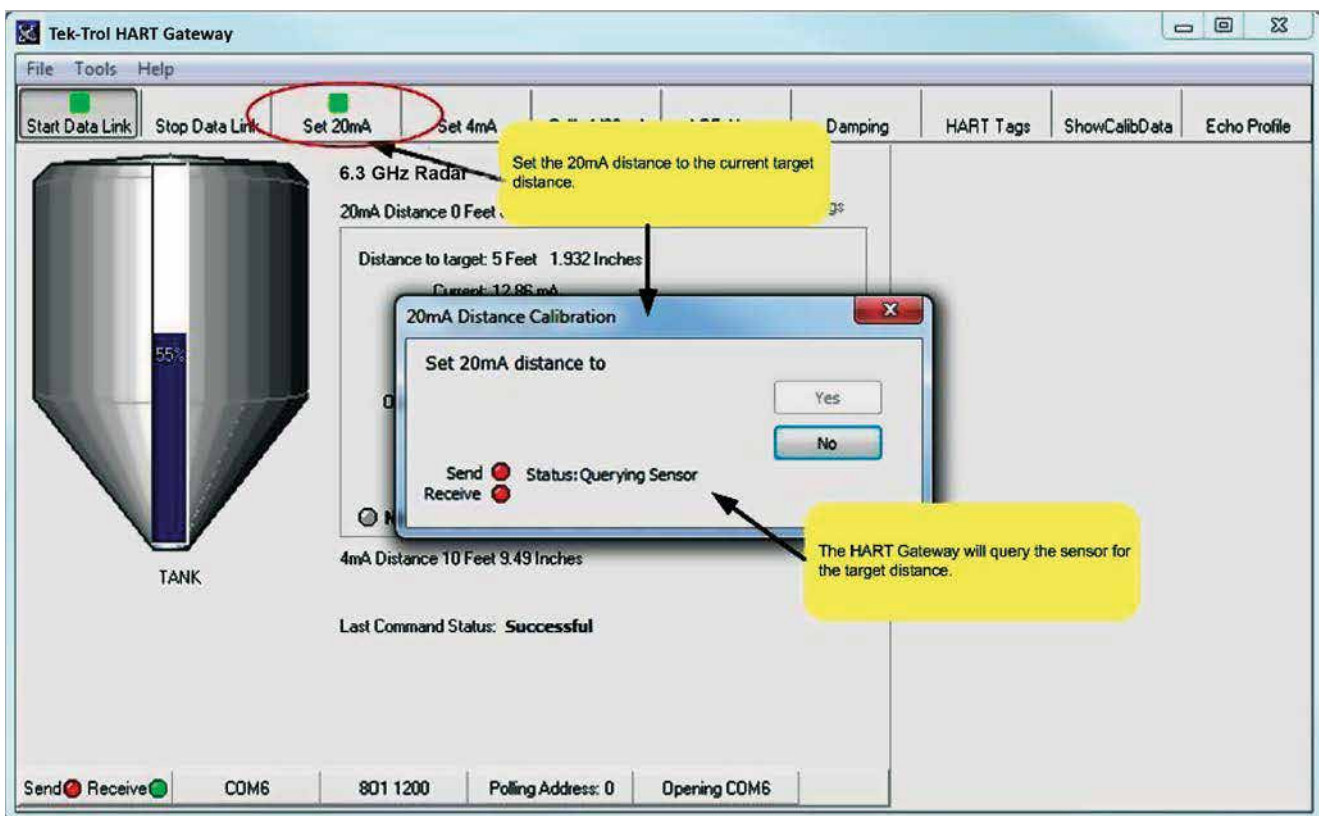 Tek-Trol HART Gateway
File Tools Help
Start Data Link Stop Data Link Set 20mA Set 4mA Damping HART Tags ShowCalibData Echo Profile
Set the 20mA distance to the current target
distance.
6.3 GHz Radar
20mA Distance 0 Feet
Distance to target: 5 Feet 1.932 Inches
Current: 12.86 mA
20mA Distance Calibration
Set 20mA distance to
Yes
No
Send Status: Querying Sensor
Receive
55%
TANK
The HART Gateway will query the sensor for
the target distance.
4mA Distance 10 Feet 9.49 Inches
Last Command Status: Successful
Send Receive COM6 8O1 1200 Polling Address: 0 Opening COM6